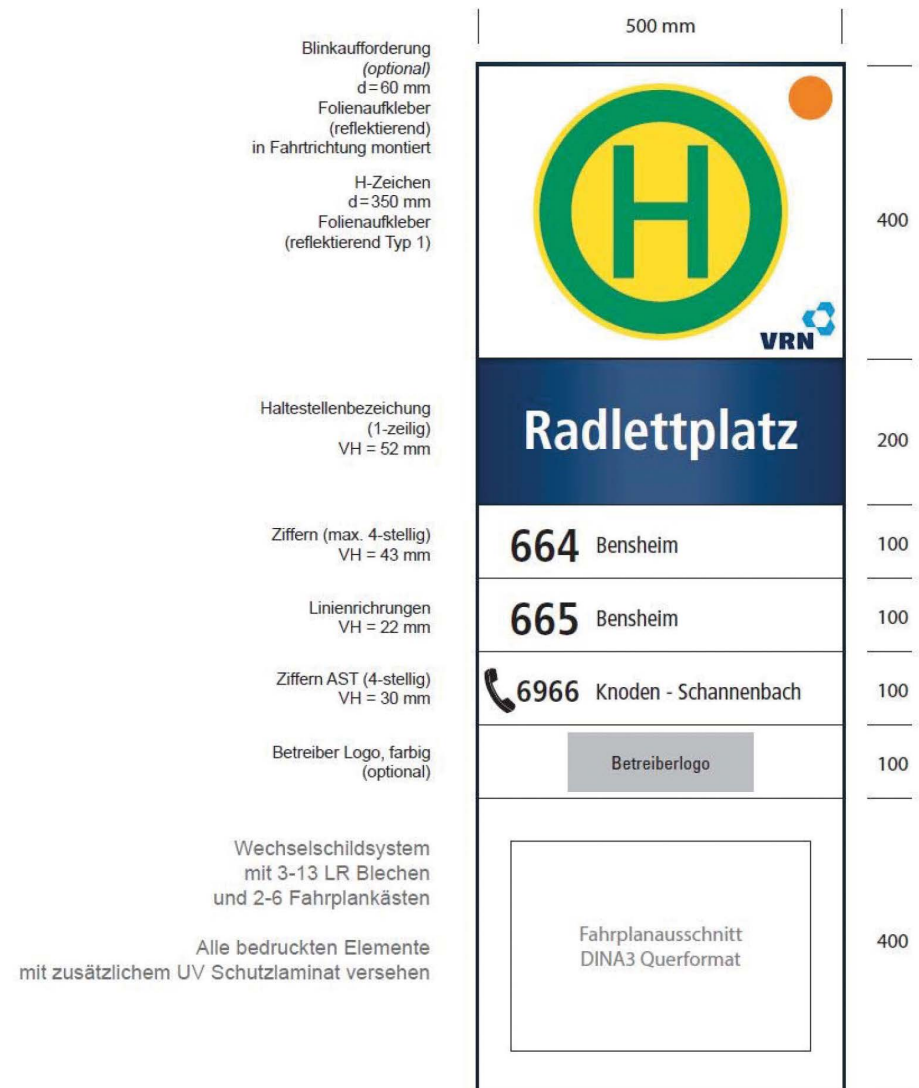 500 mm
Blinkaufforderung
(optional)
d=60 mm
Folienaufkleber
(reflektierend)
in Fahrtrichtung montiert
H-Zeichen
d=350 mm
Folienaufkleber
(reflektierend Typ 1)
H
VRN
400
Haltestellenbezeichung
(1-zeilig)
VH = 52 mm
Radlettplatz
200
Ziffern (max. 4-stellig)
VH = 43 mm
664 Bensheim
100
Linienrichrungen
VH = 22 mm
665 Bensheim
100
Ziffern AST (4-stellig)
VH = 30 mm
6966 Knoden - Schannenbach
100
Betreiber Logo, farbig
(optional)
Betreiberlogo
100
Wechselschildsystem
mit 3-13 LR Blechen
und 2-6 Fahrplankästen
Alle bedruckten Elemente
mit zusätzlichem UV Schutzlaminat versehen
Fahrplanausschnitt
DINA3 Querformat
400